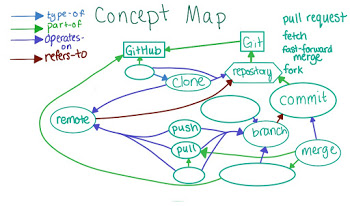 type-of
part-of
operates-
on
refers-to
Concept Map
pull request
fetch
fast-forward
merge
fork
GitHub
Git
clone
repositoy
commit
remote
push
branch
pull
merge